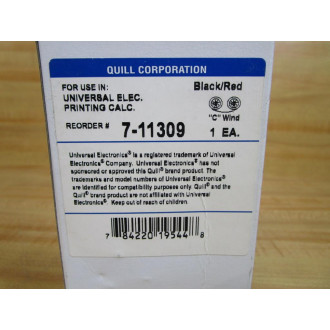 QUILL CORPORATION
FOR USE IN:
UNIVERSAL ELEC.
PRINTING CALC.
Black/Red
"C" Wind
REORDER # 7-11309
1 EA.
Universal Electronics® is a registered trademark of Universal
Electronics® Company. Universal Electronics® has not
sponsored or approved this Quill® brand product. The
trademarks and model numbers of Universal Electronics®
are identified for compatibility purposes only. Quill® and the
Quill® brand product are not affiliated with Universal
Electronics®. Keep out of reach of children.
7 84220 19544 8